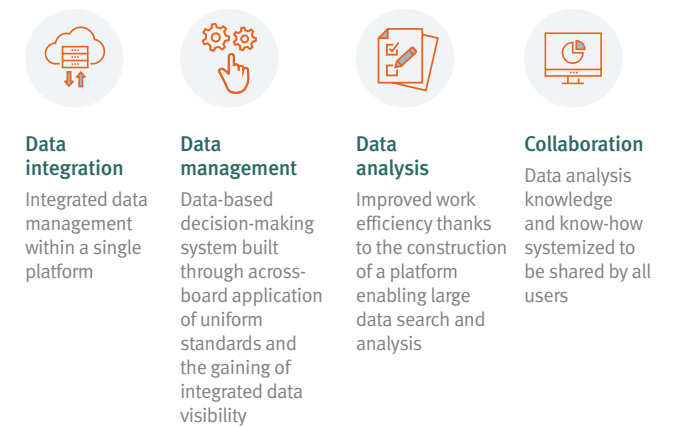 Data
integration
Integrated data
management
within a single
platform
Data
management
Data-based
decision-making
system built
through across-
board application
of uniform
standards and
the gaining of
integrated data
visibility
Data
analysis
Improved work
efficiency thanks
to the construction
of a platform
enabling large
data search and
analysis
Collaboration
Data analysis
knowledge
and know-how
systemized to
be shared by all
users